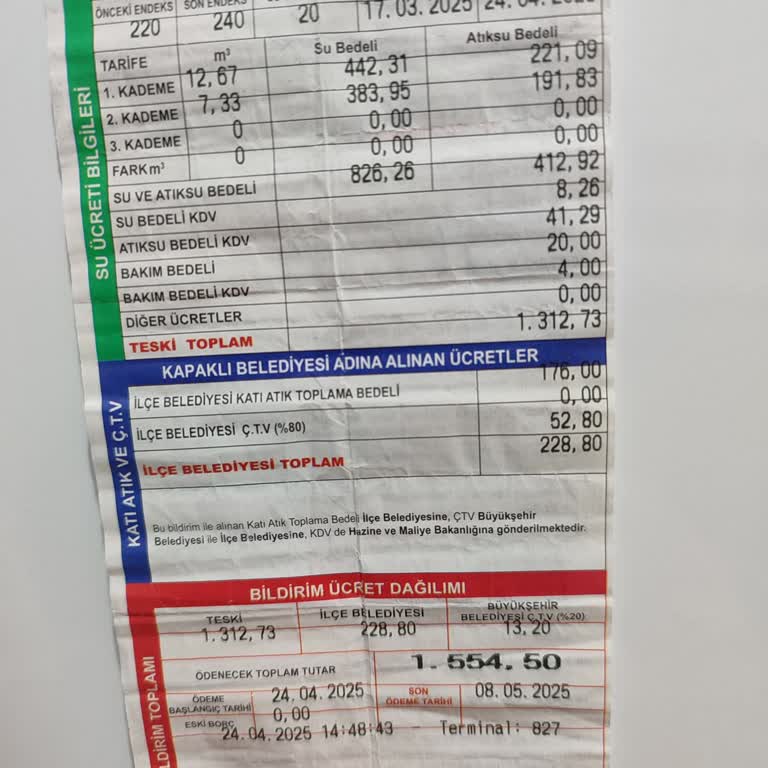 ÖNCEKİ ENDEKS SON ENDEKS
220 240 20 17.03.2025 24.04.2025
TARİFE m³ Su Bedeli Atıksu Bedeli
1. KADEME 12,67 442,31 221,09
2. KADEME 7,33 383,95 191,83
3. KADEME 0 0,00 0,00
FARK m³ 0 0,00 0,00
SU VE ATIKSU BEDELİ 826,26 412,92
SU BEDELİ KDV 8,26
ATIKSU BEDELİ KDV 41,29
BAKIM BEDELİ 20,00
BAKIM BEDELİ KDV 4,00
DİĞER ÜCRETLER 0,00
TESKİ TOPLAM 1.312,73
SU ÜCRETİ BİLGİLERİ
KAPAKLI BELEDİYESİ ADINA ALINAN ÜCRETLER
İLÇE BELEDİYESİ KATI ATIK TOPLAMA BEDELİ 176,00
0,00
İLÇE BELEDİYESİ Ç.T.V (%80) 52,80
İLÇE BELEDİYESİ TOPLAM 228,80
KATI ATIK VE Ç.T.V
Bu bildirim ile alınan Katı Atık Toplama Bedeli İlçe Belediyesine, ÇTV Büyükşehir
Belediyesi ile İlçe Belediyesine, KDV de Hazine ve Maliye Bakanlığına gönderilmektedir.
BİLDİRİM ÜCRET DAĞILIMI
TESKİ İLÇE BELEDİYESİ BÜYÜKŞEHİR
BELEDİYESİ Ç.T.V (%20)
1.312,73 228,80 13,20
ÖDENECEK TOPLAM TUTAR 1.554,50
ÖDEME
BAŞLANGIÇ TARİHİ 24.04.2025 SON
ÖDEME TARİHİ 08.05.2025
ESKİ BORÇ 0,00
24.04.2025 14:48:43 - Terminal: 827
LDİRİM TOPLAMI